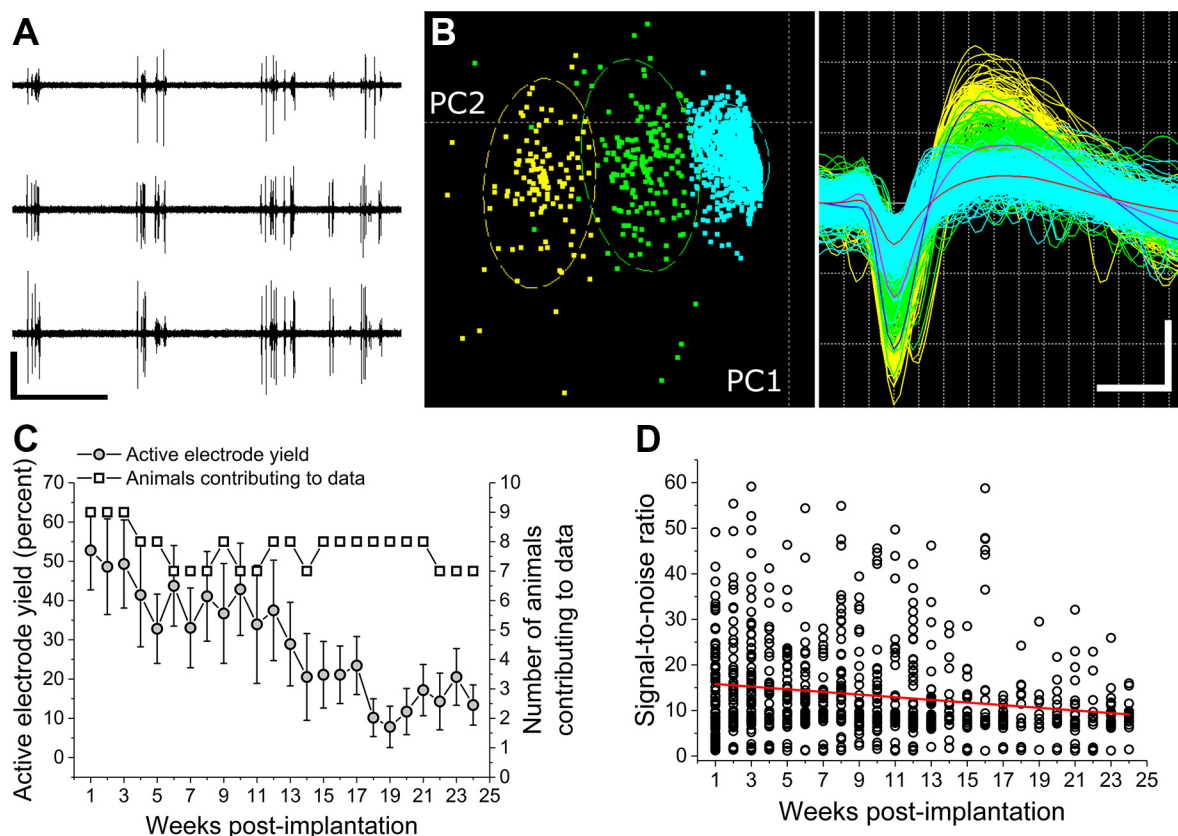 A
B
PC2
PC1
C
Active electrode yield
Animals contributing to data
Active electrode yield (percent)
70
60
50
40
30
20
10
0
10
9
8
7
6
5
4
3
2
1
0
Number of animals
contributing to data
1 3 5 7 9 11 13 15 17 19 21 23 25
Weeks post-implantation
D
Signal-to-noise ratio
60
50
40
30
20
10
0
1 3 5 7 9 11 13 15 17 19 21 23 25
Weeks post-implantation